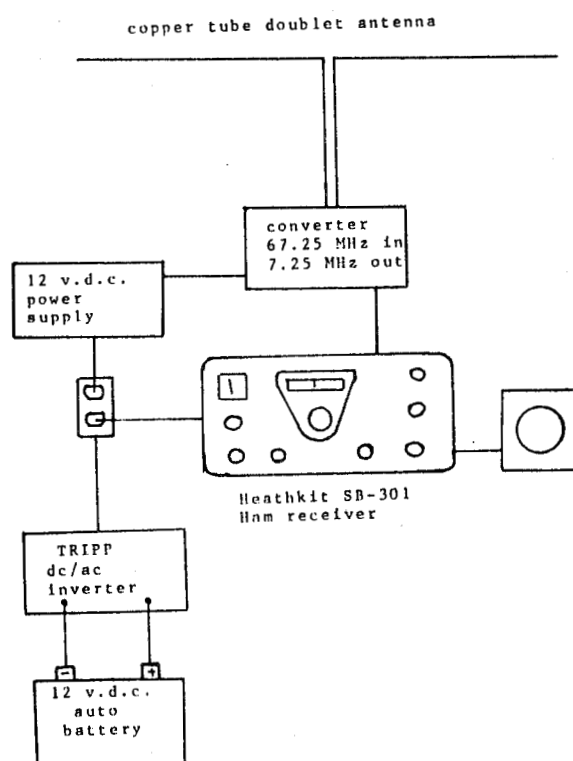 copper tube doublet antenna
converter
67.25 MHz in
7.25 MHz out
12 v.d.c.
power
supply
Heathkit SB-301
Ham receiver
TRIPP
dc/ac
inverter
- +
12 v.d.c.
auto
battery